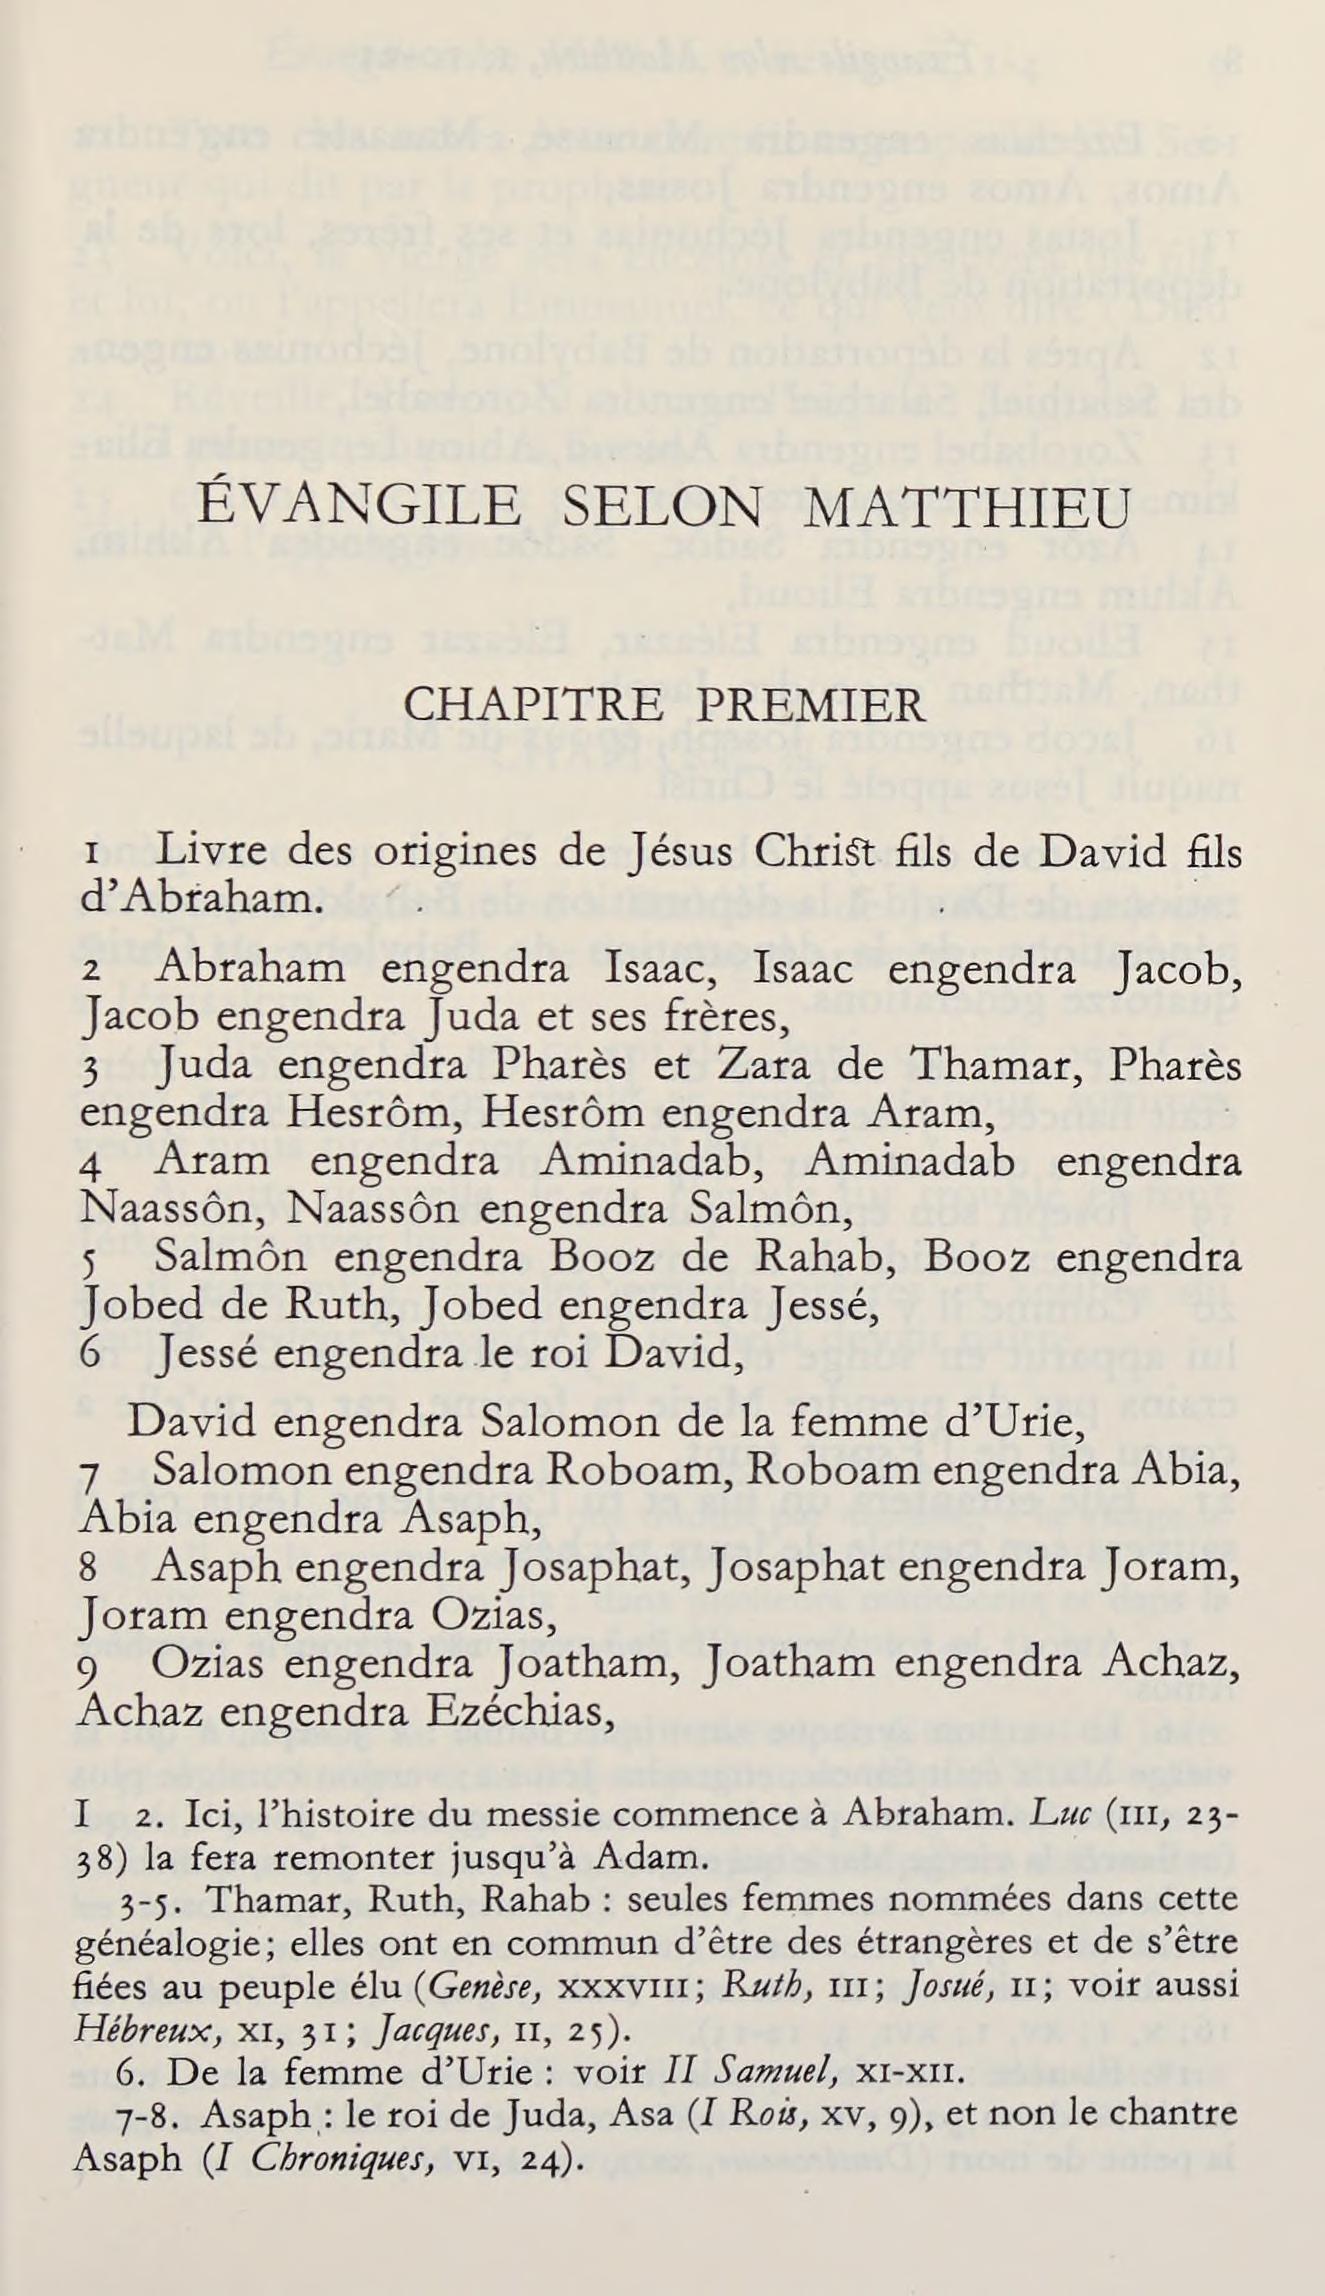 ÉVANGILE SELON MATTHIEU
CHAPITRE PREMIER
1 Livre des origines de Jésus Christ fils de David fils
d'Abraham.
2 Abraham engendra Isaac, Isaac engendra Jacob,
Jacob engendra Juda et ses frères,
3 Juda engendra Pharès et Zara de Thamar, Pharès
engendra Hesrôm, Hesrôm engendra Aram,
4 Aram engendra Aminadab, Aminadab engendra
Naassôn, Naassôn engendra Salmôn,
5 Salmôn engendra Booz de Rahab, Booz engendra
Jobed de Ruth, Jobed engendra Jessé,
6 Jessé engendra le roi David,
David engendra Salomon de la femme d'Urie,
7 Salomon engendra Roboam, Roboam engendra Abia,
Abia engendra Asaph,
8 Asaph engendra Josaphat, Josaphat engendra Joram,
Joram engendra Ozias,
9 Ozias engendra Joatham, Joatham engendra Achaz,
Achaz engendra Ezéchias,
I 2. Ici, l'histoire du messie commence à Abraham. Luc (III, 23-
38) la fera remonter jusqu'à Adam.
3-5. Thamar, Ruth, Rahab : seules femmes nommées dans cette
généalogie; elles ont en commun d'être des étrangères et de s'être
fiées au peuple élu (Genèse, XXXVIII; Ruth, III; Josué, II; voir aussi
Hébreux, XI, 31; Jacques, II, 25).
6. De la femme d'Urie : voir II Samuel, XI-XII.
7-8. Asaph : le roi de Juda, Asa (I Rois, XV, 9), et non le chantre
Asaph (I Chroniques, VI, 24).